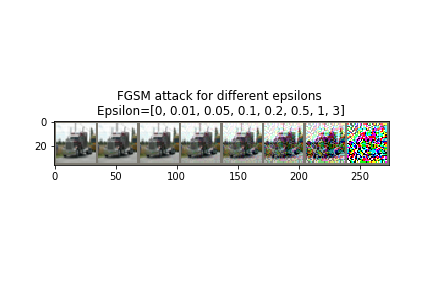 FGSM attack for different epsilons
Epsilon=[0, 0.01, 0.05, 0.1, 0.2, 0.5, 1, 3]
0
20
0 50 100 150 200 250